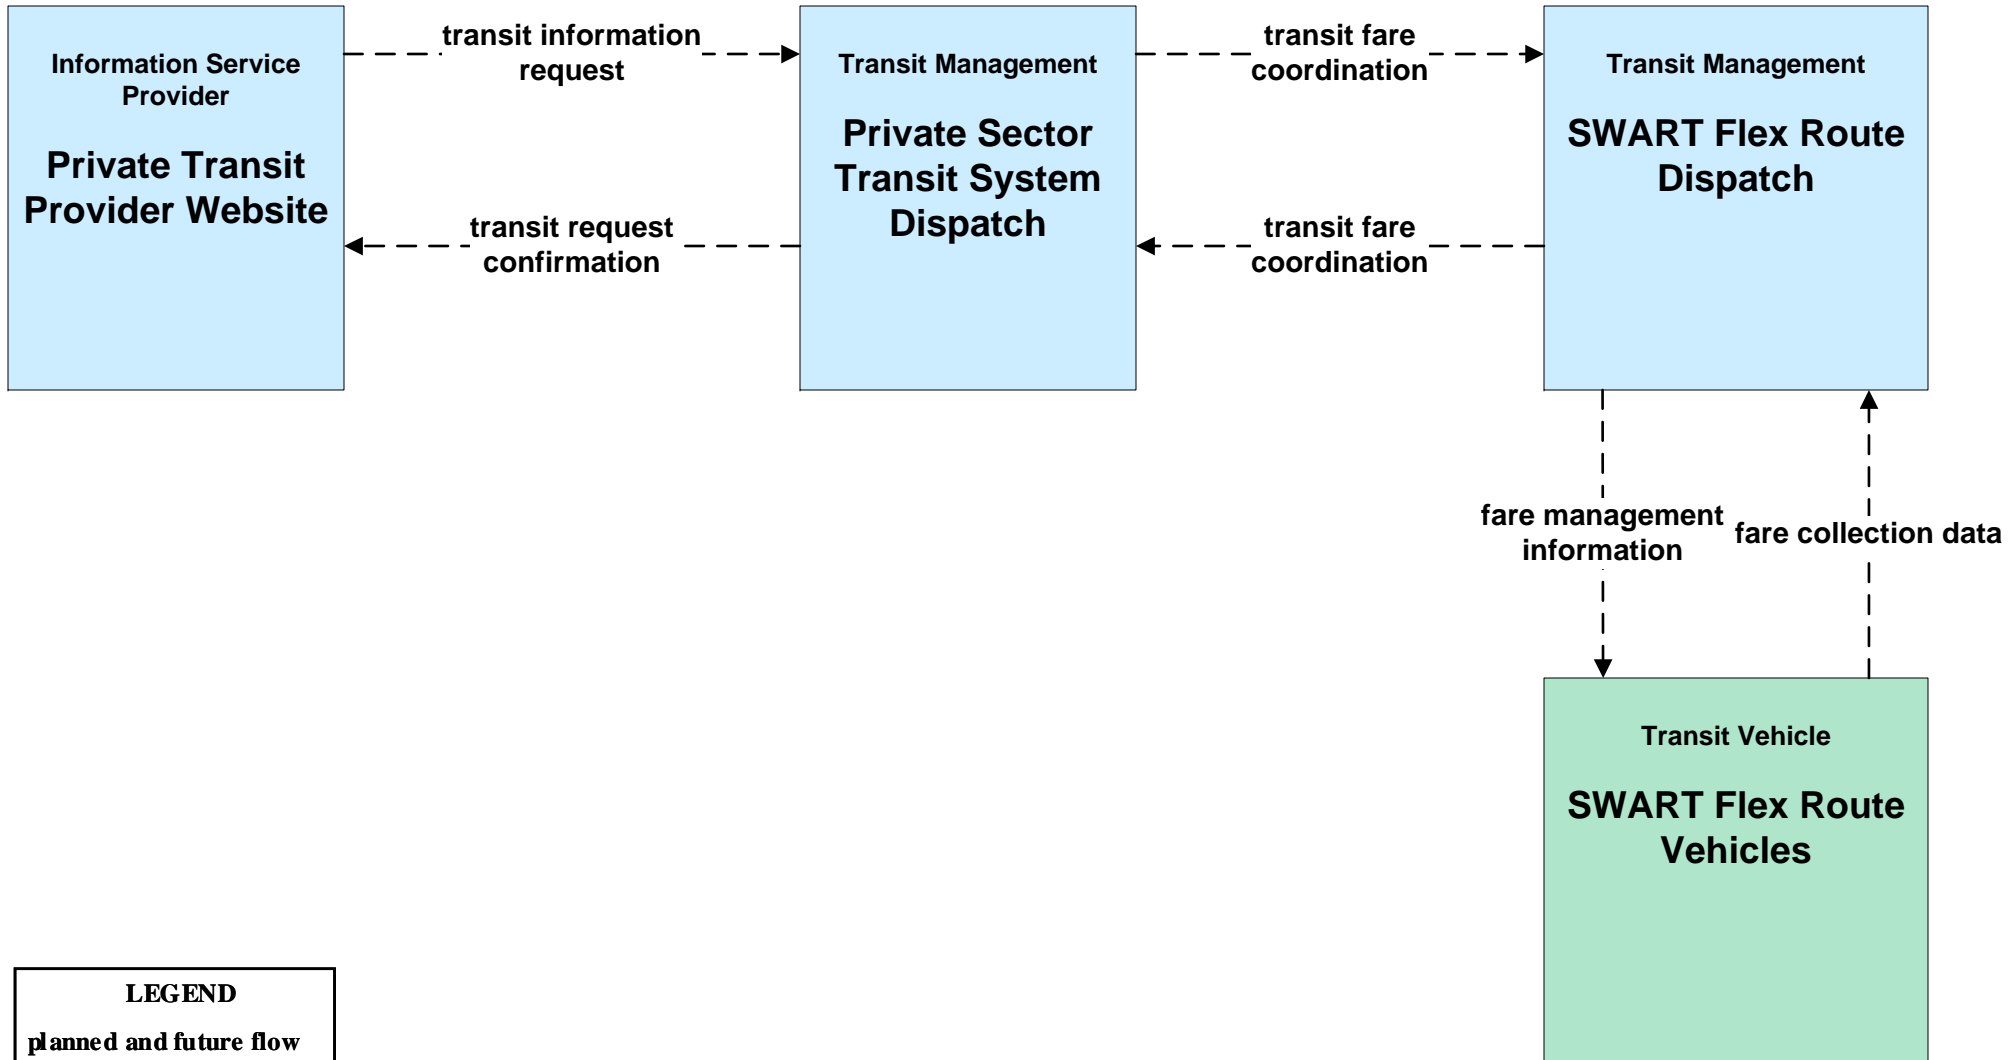 Information Service
Provider
Private Transit
Provider Website
transit information
request
transit request
confirmation
Transit Management
Private Sector
Transit System
Dispatch
transit fare
coordination
transit fare
coordination
Transit Management
SWART Flex Route
Dispatch
fare management
information
fare collection data
Transit Vehicle
SWART Flex Route
Vehicles
LEGEND
planned and future flow